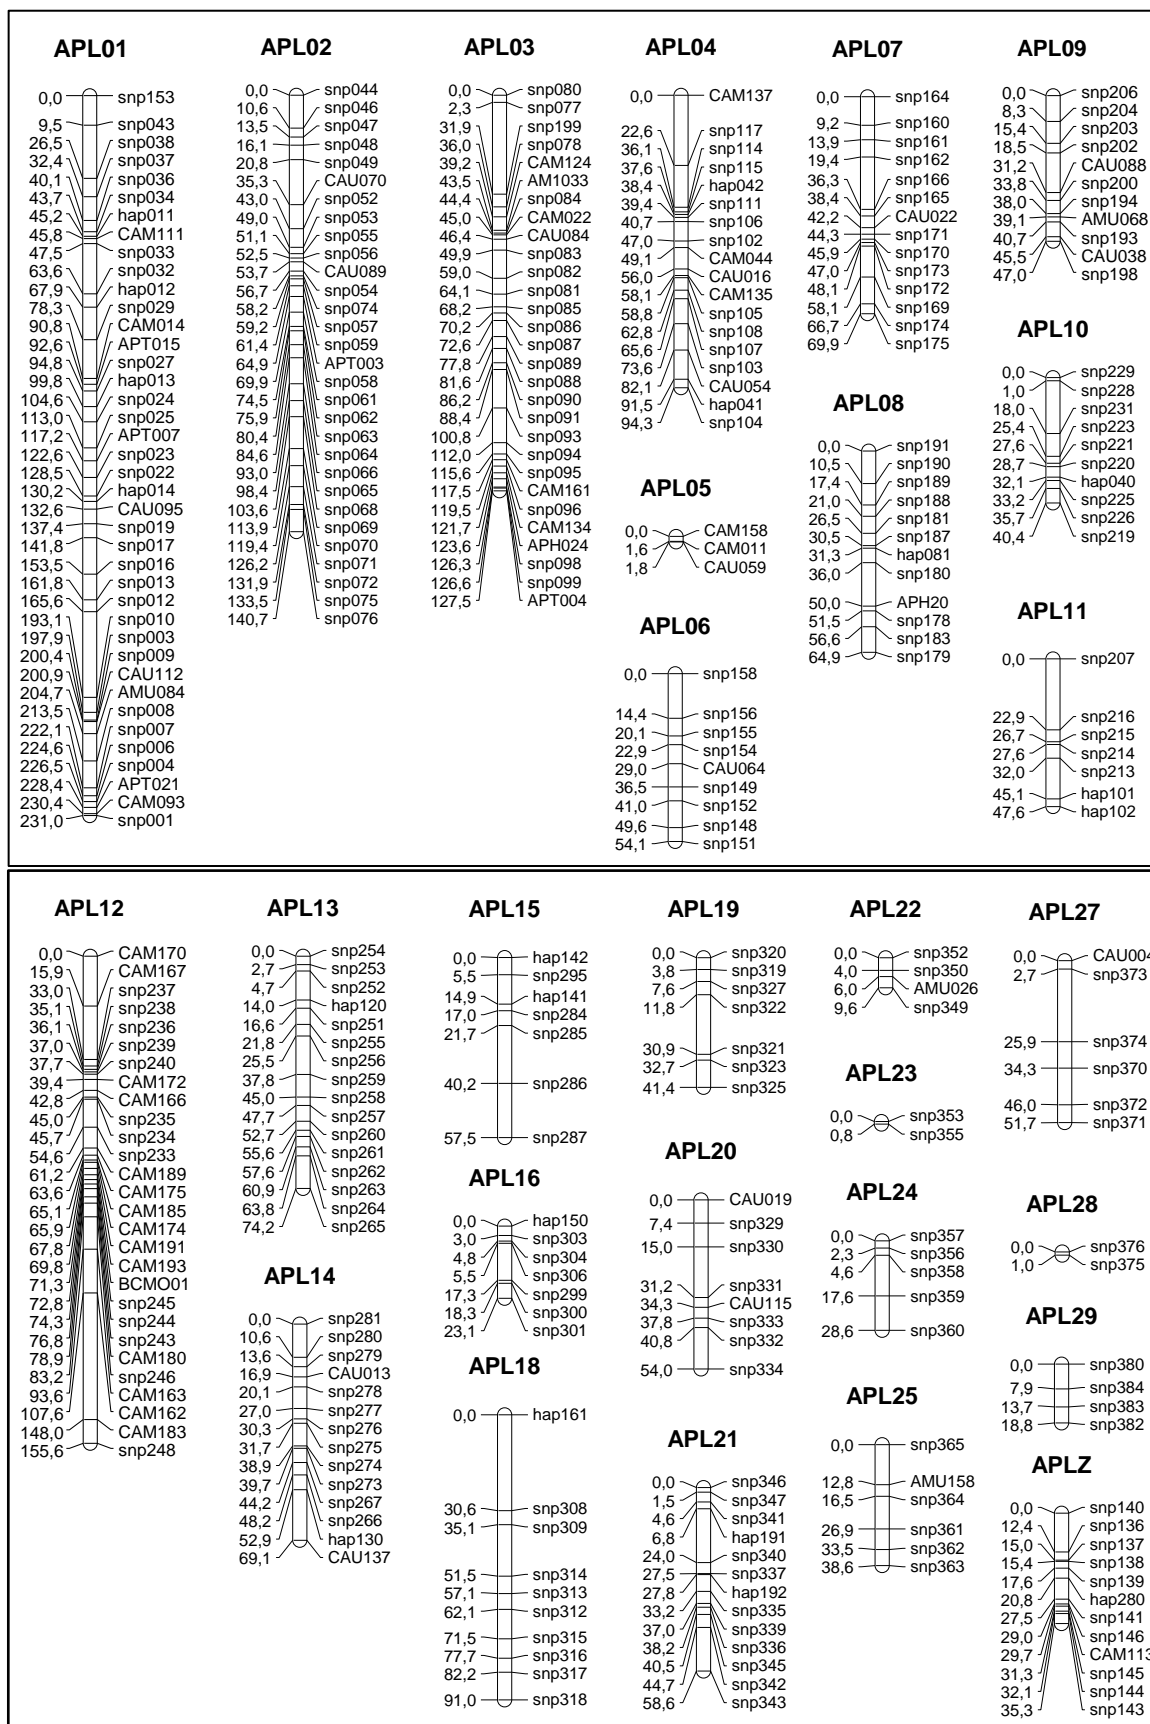 APL01
0,0 snp153
9,5 snp043
26,5 snp038
32,4 snp037
40,1 snp036
43,7 snp034
45,2 hap011
45,8 CAM111
47,5 snp033
63,6 snp032
67,9 hap012
78,3 snp029
90,8 CAM014
92,6 APT015
94,8 snp027
99,8 hap013
104,6 snp024
113,0 snp025
117,2 APT007
122,6 snp023
128,5 snp022
130,2 hap014
132,6 CAU095
137,4 snp019
141,8 snp017
153,5 snp016
161,8 snp013
165,6 snp012
193,1 snp010
197,9 snp003
200,4 snp009
200,9 CAU112
204,7 AMU084
213,5 snp008
222,1 snp007
224,6 snp006
226,5 snp004
228,4 APT021
230,4 CAM093
231,0 snp001
APL02
0,0 snp044
10,6 snp046
13,5 snp047
16,1 snp048
20,8 snp049
35,3 CAU070
43,0 snp052
49,0 snp053
51,1 snp055
52,5 snp056
53,7 CAU089
56,7 snp054
58,2 snp074
59,2 snp057
61,4 snp059
64,9 APT003
69,9 snp058
74,5 snp061
75,9 snp062
80,4 snp063
84,6 snp064
93,0 snp066
98,4 snp065
103,6 snp068
113,9 snp069
119,4 snp070
126,2 snp071
131,9 snp072
133,5 snp075
140,7 snp076
APL03
0,0 snp080
2,3 snp077
31,9 snp199
36,0 snp078
39,2 CAM124
43,5 AM1033
44,4 snp084
45,0 CAM022
46,4 CAU084
49,9 snp083
59,0 snp082
64,1 snp081
68,2 snp085
70,2 snp086
72,6 snp087
77,8 snp089
81,6 snp088
86,2 snp090
88,4 snp091
100,8 snp093
112,0 snp094
115,6 snp095
117,5 CAM161
119,5 snp096
121,7 CAM134
123,6 APH024
126,3 snp098
126,6 snp099
127,5 APT004
APL04
0,0 CAM137
22,6 snp117
36,1 snp114
37,6 snp115
38,4 hap042
39,4 snp111
40,7 snp106
47,0 snp102
49,1 CAM044
56,0 CAU016
58,1 CAM135
58,8 snp105
62,8 snp108
65,6 snp107
73,6 snp103
82,1 CAU054
91,5 hap041
94,3 snp104
APL05
0,0 CAM158
1,6 CAM011
1,8 CAU059
APL06
0,0 snp158
14,4 snp156
20,1 snp155
22,9 snp154
29,0 CAU064
36,5 snp149
41,0 snp152
49,6 snp148
54,1 snp151
APL07
0,0 snp164
9,2 snp160
13,9 snp161
19,4 snp162
36,3 snp166
38,4 snp165
42,2 CAU022
44,3 snp171
45,9 snp170
47,0 snp173
48,1 snp172
58,1 snp169
66,7 snp174
69,9 snp175
APL08
0,0 snp191
10,5 snp190
17,4 snp189
21,0 snp188
26,5 snp181
30,5 snp187
31,3 hap081
36,0 snp180
50,0 APH20
51,5 snp178
56,6 snp183
64,9 snp179
APL09
0,0 snp206
8,3 snp204
15,4 snp203
18,5 snp202
31,2 CAU088
33,8 snp200
38,0 snp194
39,1 AMU068
40,7 snp193
45,5 CAU038
47,0 snp198
APL10
0,0 snp229
1,0 snp228
18,0 snp231
25,4 snp223
27,6 snp221
28,7 snp220
32,1 hap040
33,2 snp225
35,7 snp226
40,4 snp219
APL11
0,0 snp207
22,9 snp216
26,7 snp215
27,6 snp214
32,0 snp213
45,1 hap101
47,6 hap102
APL12
0,0 CAM170
15,9 CAM167
33,0 snp237
35,1 snp238
36,1 snp236
37,0 snp239
37,7 snp240
39,4 CAM172
42,8 CAM166
45,0 snp235
45,7 snp234
54,6 snp233
61,2 CAM189
63,6 CAM175
65,1 CAM185
65,9 CAM174
67,8 CAM191
69,8 CAM193
71,3 BCMO01
72,8 snp245
74,3 snp244
76,8 snp243
78,9 CAM180
83,2 snp246
93,6 CAM163
107,6 CAM162
148,0 CAM183
155,6 snp248
APL13
0,0 snp254
2,7 snp253
4,7 snp252
14,0 hap120
16,6 snp251
21,8 snp255
25,5 snp256
37,8 snp259
45,0 snp258
47,7 snp257
52,7 snp260
55,6 snp261
57,6 snp262
60,9 snp263
63,8 snp264
74,2 snp265
APL14
0,0 snp281
10,6 snp280
13,6 snp279
16,9 CAU013
20,1 snp278
27,0 snp277
30,3 snp276
31,7 snp275
38,9 snp274
39,7 snp273
44,2 snp267
48,2 snp266
52,9 hap130
69,1 CAU137
APL15
0,0 hap142
5,5 snp295
14,9 hap141
17,0 snp284
21,7 snp285
40,2 snp286
57,5 snp287
APL16
0,0 hap150
3,0 snp303
4,8 snp304
5,5 snp306
17,3 snp299
18,3 snp300
23,1 snp301
APL18
0,0 hap161
30,6 snp308
35,1 snp309
51,5 snp314
57,1 snp313
62,1 snp312
71,5 snp315
77,7 snp316
82,2 snp317
91,0 snp318
APL19
0,0 snp320
3,8 snp319
7,6 snp327
11,8 snp322
30,9 snp321
32,7 snp323
41,4 snp325
APL20
0,0 CAU019
7,4 snp329
15,0 snp330
31,2 snp331
34,3 CAU115
37,8 snp333
40,8 snp332
54,0 snp334
APL21
0,0 snp346
1,5 snp347
4,6 snp341
6,8 hap191
24,0 snp340
27,5 snp337
27,8 hap192
33,2 snp335
37,0 snp339
38,2 snp336
40,5 snp345
44,7 snp342
58,6 snp343
APL22
0,0 snp352
4,0 snp350
6,0 AMU026
9,6 snp349
APL23
0,0 snp353
0,8 snp355
APL24
0,0 snp357
2,3 snp356
4,6 snp358
17,6 snp359
28,6 snp360
APL25
0,0 snp365
12,8 AMU158
16,5 snp364
26,9 snp361
33,5 snp362
38,6 snp363
APL27
0,0 CAU004
2,7 snp373
25,9 snp374
34,3 snp370
46,0 snp372
51,7 snp371
APL28
0,0 snp376
1,0 snp375
APL29
0,0 snp380
7,9 snp384
13,7 snp383
18,8 snp382
APLZ
0,0 snp140
12,4 snp136
15,0 snp137
15,4 snp138
17,6 snp139
20,8 hap280
27,5 snp141
29,0 snp146
29,7 CAM113
31,3 snp145
32,1 snp144
35,3 snp143